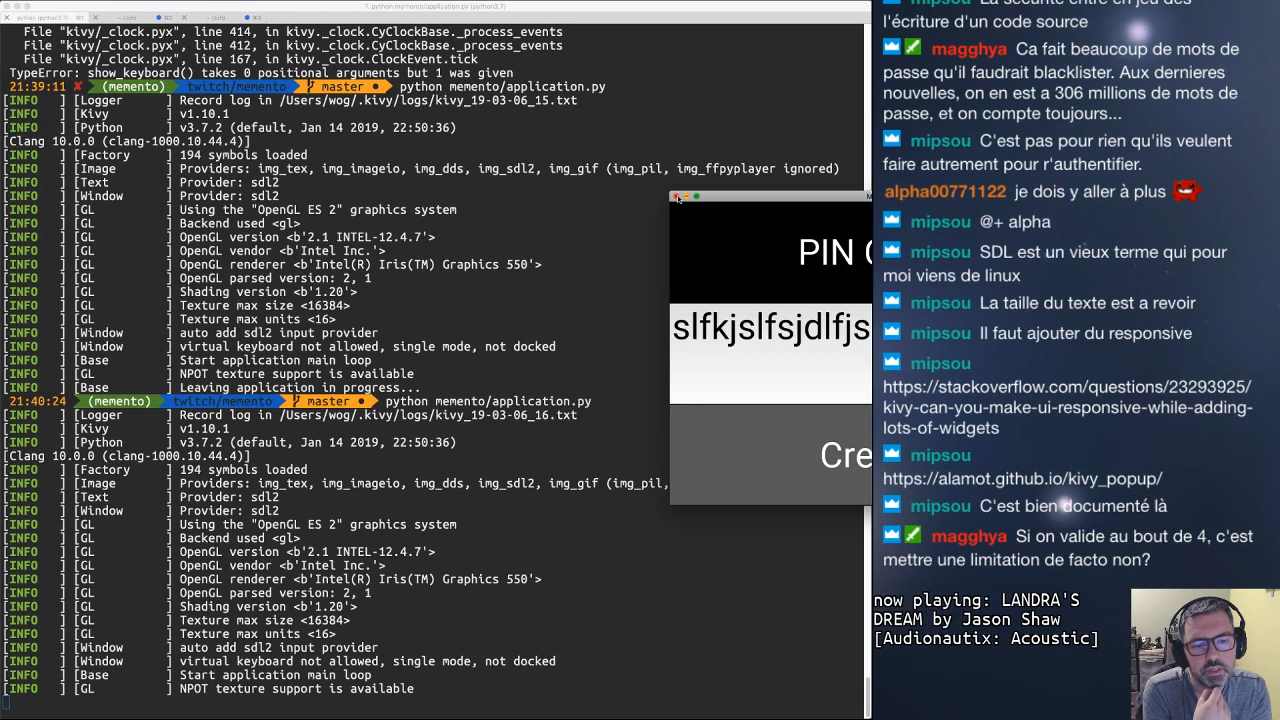 1. python memento/application.py (python3.7)
python (python3.7)
File "kivy/_clock.pyx", line 414, in kivy._clock.CyClockBase._process_events
File "kivy/_clock.pyx", line 412, in kivy._clock.CyClockBase._process_events
File "kivy/_clock.pyx", line 167, in kivy._clock.ClockEvent.tick
TypeError: show_keyboard() takes 0 positional arguments but 1 was given
21:39:11 ✘ (memento) twitch/memento master ● python memento/application.py
[INFO ] [Logger ] Record log in /Users/wog/.kivy/logs/kivy_19-03-06_15.txt
[INFO ] [Kivy ] v1.10.1
[INFO ] [Python ] v3.7.2 (default, Jan 14 2019, 22:50:36)
[Clang 10.0.0 (clang-1000.10.44.4)]
[INFO ] [Factory ] 194 symbols loaded
[INFO ] [Image ] Providers: img_tex, img_imageio, img_dds, img_sdl2, img_gif (img_pil, img_ffpyplayer ignored)
[INFO ] [Text ] Provider: sdl2
[INFO ] [Window ] Provider: sdl2
[INFO ] [GL ] Using the "OpenGL ES 2" graphics system
[INFO ] [GL ] Backend used <gl>
[INFO ] [GL ] OpenGL version <b'2.1 INTEL-12.4.7'>
[INFO ] [GL ] OpenGL vendor <b'Intel Inc.'>
[INFO ] [GL ] OpenGL renderer <b'Intel(R) Iris(TM) Graphics 550'>
[INFO ] [GL ] OpenGL parsed version: 2, 1
[INFO ] [GL ] Shading version <b'1.20'>
[INFO ] [GL ] Texture max size <16384>
[INFO ] [GL ] Texture max units <16>
[INFO ] [Window ] auto add sdl2 input provider
[INFO ] [Window ] virtual keyboard not allowed, single mode, not docked
[INFO ] [Base ] Start application main loop
[INFO ] [GL ] NPOT texture support is available
[INFO ] [Base ] Leaving application in progress...
21:40:24 (memento) twitch/memento master ● python memento/application.py
[INFO ] [Logger ] Record log in /Users/wog/.kivy/logs/kivy_19-03-06_16.txt
[INFO ] [Kivy ] v1.10.1
[INFO ] [Python ] v3.7.2 (default, Jan 14 2019, 22:50:36)
[Clang 10.0.0 (clang-1000.10.44.4)]
[INFO ] [Factory ] 194 symbols loaded
[INFO ] [Image ] Providers: img_tex, img_imageio, img_dds, img_sdl2, img_gif (img_pil,
[INFO ] [Text ] Provider: sdl2
[INFO ] [Window ] Provider: sdl2
[INFO ] [GL ] Using the "OpenGL ES 2" graphics system
[INFO ] [GL ] Backend used <gl>
[INFO ] [GL ] OpenGL version <b'2.1 INTEL-12.4.7'>
[INFO ] [GL ] OpenGL vendor <b'Intel Inc.'>
[INFO ] [GL ] OpenGL renderer <b'Intel(R) Iris(TM) Graphics 550'>
[INFO ] [GL ] OpenGL parsed version: 2, 1
[INFO ] [GL ] Shading version <b'1.20'>
[INFO ] [GL ] Texture max size <16384>
[INFO ] [GL ] Texture max units <16>
[INFO ] [Window ] auto add sdl2 input provider
[INFO ] [Window ] virtual keyboard not allowed, single mode, not docked
[INFO ] [Base ] Start application main loop
[INFO ] [GL ] NPOT texture support is available
PIN
slfkjslfsjdlfjs
Cre
l'écriture d'un code source
magghya Ca fait beaucoup de mots de
passe qu'il faudrait blacklister. Aux dernieres
nouvelles, on en est a 306 millions de mots de
passe, et on compte toujours...
mipsou C'est pas pour rien qu'ils veulent
faire autrement pour r'authentifier.
alpha00771122 je dois y aller a plus
mipsou @+ alpha
mipsou SDL est un vieux terme qui pour
moi viens de linux
mipsou La taille du texte est a revoir
mipsou Il faut ajouter du responsive
mipsou
https://stackoverflow.com/questions/23293925/
kivy-can-you-make-ui-responsive-while-adding-
lots-of-widgets
mipsou
https://alamot.github.io/kivy_popup/
mipsou C'est bien documenté là
magghya Si on valide au bout de 4, c'est
mettre une limitation de facto non?
now playing: LANDRA'S
DREAM by Jason Shaw
[Audionautix: Acoustic]